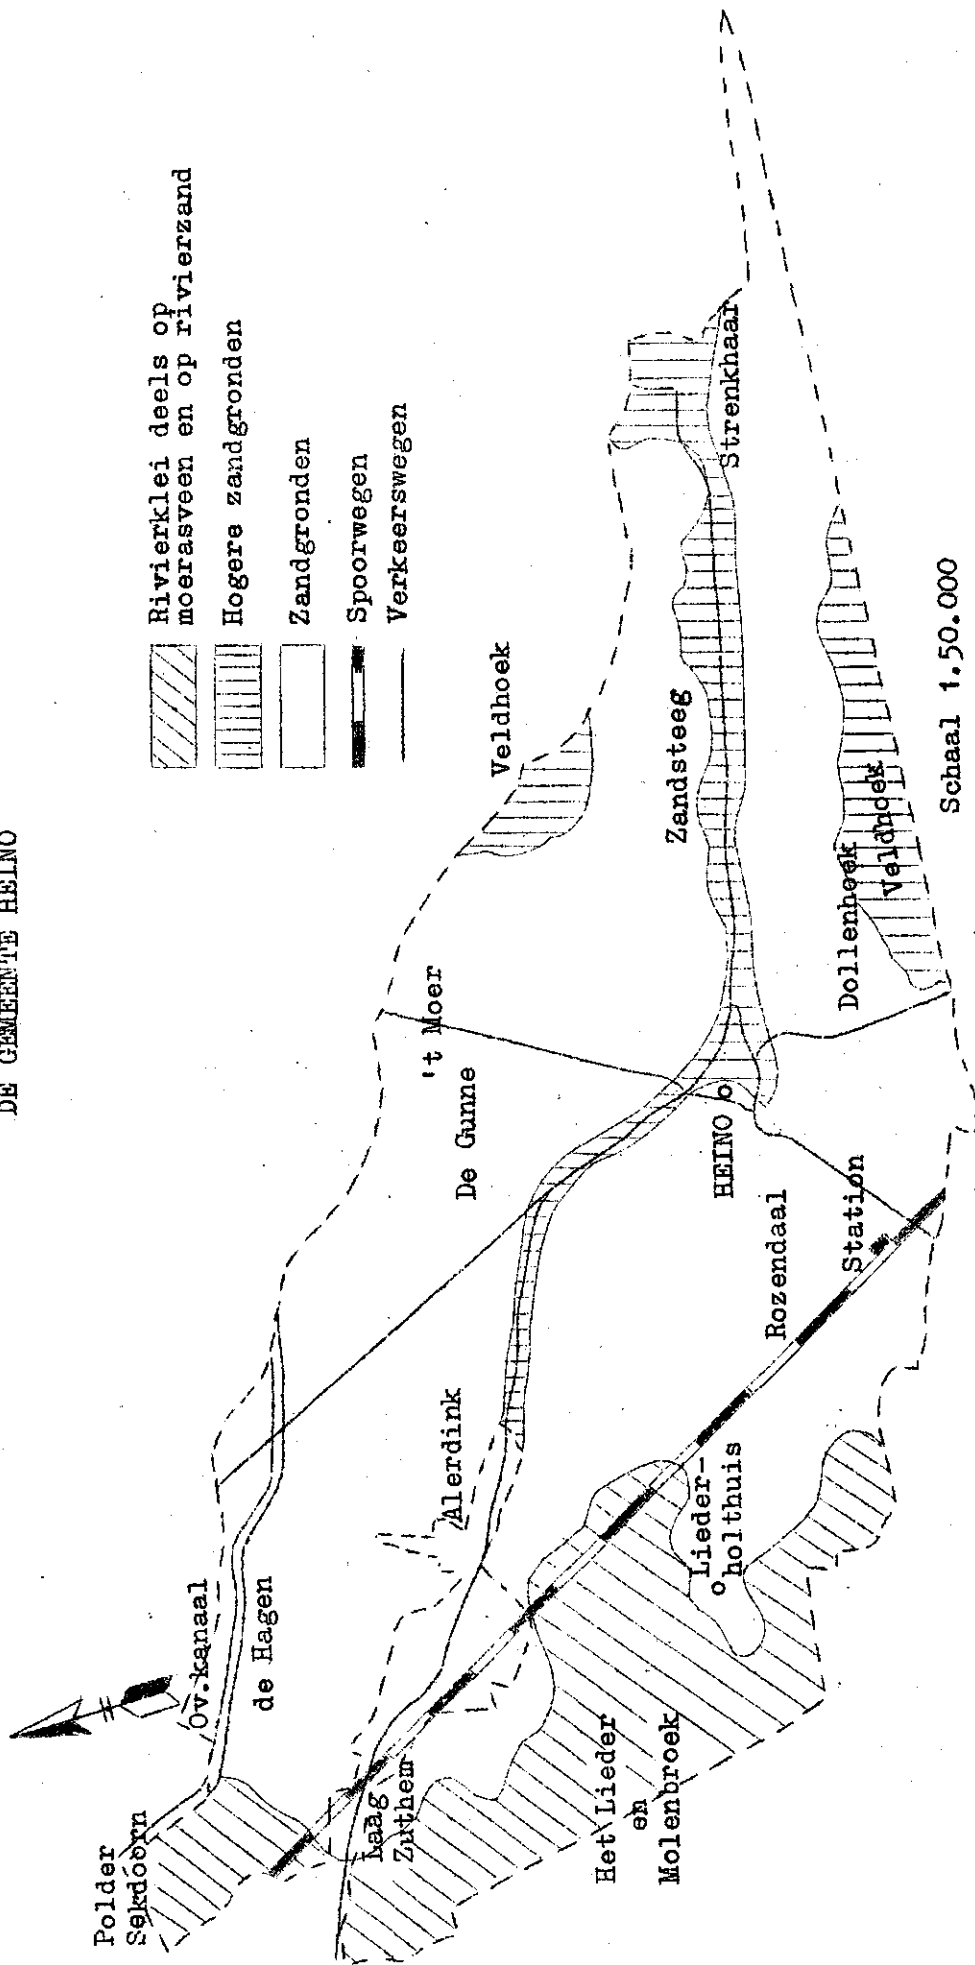 DE GEMEENTE HEINO
Rivierklei deels op
moerasveen en op rivierzand
Hogere zandgronden
Zandgronden
Spoorwegen
Verkeerswegen
Polder
Sekdoorn
Ov.kanaal
de Hagen
Laag
Zuthem
Alerdink
't Moer
De Gunne
Veldhoek
Zandsteeg
Strenkhaar
HEINO
Rozendaal
Station
Dollenhoek
Veldhoek
Lieder-
holthuis
Het Lieder
en
Molenbroek
Schaal 1.50.000